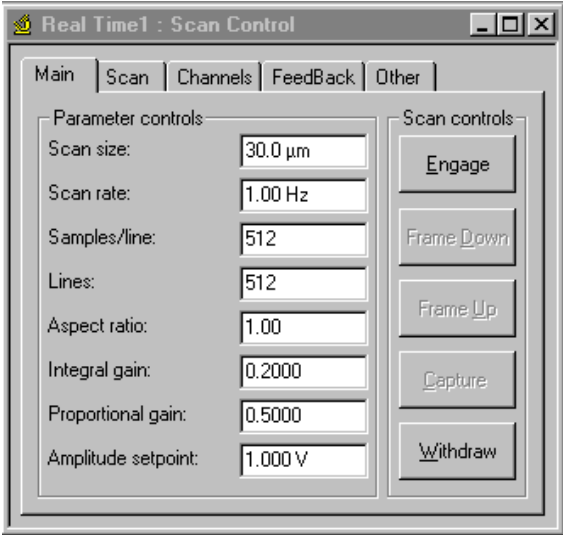 Real Time1 : Scan Control
Main Scan Channels FeedBack Other
Parameter controls
Scan size: 30.0 µm
Scan rate: 1.00 Hz
Samples/line: 512
Lines: 512
Aspect ratio: 1.00
Integral gain: 0.2000
Proportional gain: 0.5000
Amplitude setpoint: 1.000 V
Scan controls
Engage
Frame Down
Frame Up
Capture
Withdraw